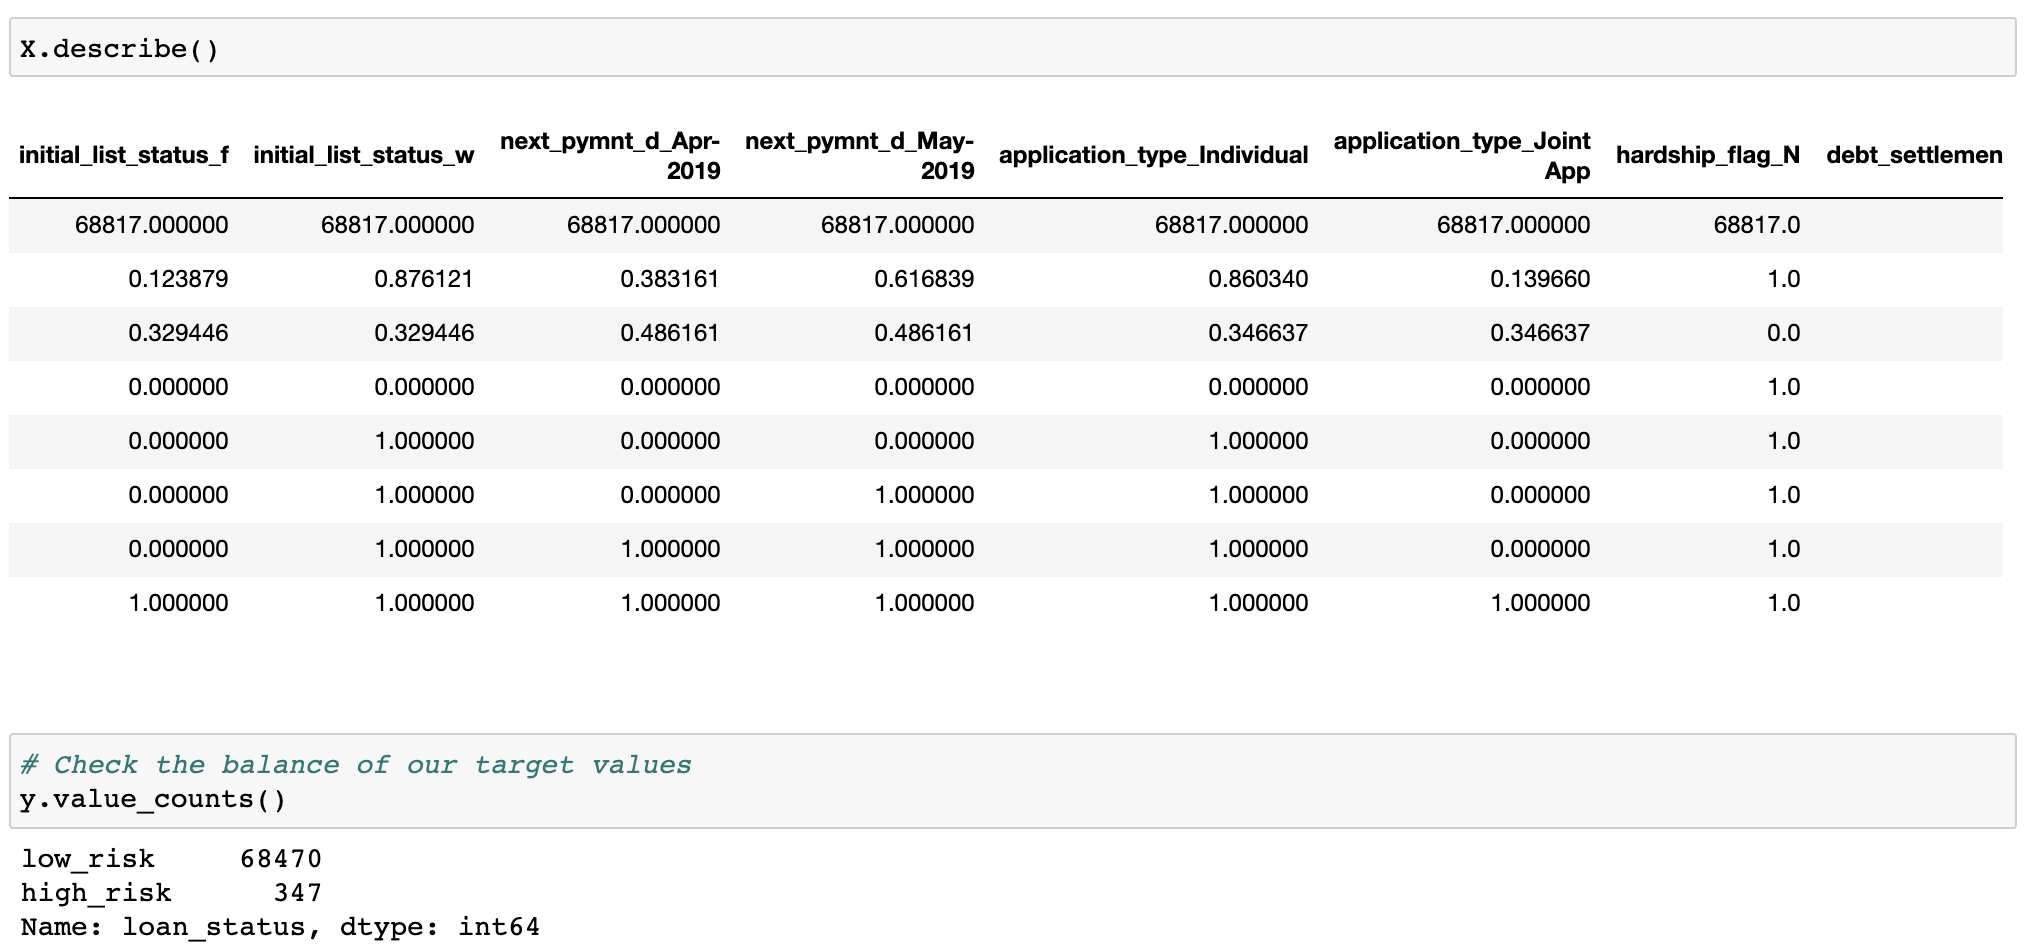 X.describe()
initial_list_status_f initial_list_status_w next_pymnt_d_Apr-2019 next_pymnt_d_May-2019 application_type_Individual application_type_Joint App hardship_flag_N debt_settlemen
68817.000000 68817.000000 68817.000000 68817.000000 68817.000000 68817.000000 68817.0
0.123879 0.876121 0.383161 0.616839 0.860340 0.139660 1.0
0.329446 0.329446 0.486161 0.486161 0.346637 0.346637 0.0
0.000000 0.000000 0.000000 0.000000 0.000000 0.000000 1.0
0.000000 1.000000 0.000000 0.000000 1.000000 0.000000 1.0
0.000000 1.000000 0.000000 1.000000 1.000000 0.000000 1.0
0.000000 1.000000 1.000000 1.000000 1.000000 0.000000 1.0
1.000000 1.000000 1.000000 1.000000 1.000000 1.000000 1.0
# Check the balance of our target values
y.value_counts()
low_risk 68470
high_risk 347
Name: loan_status, dtype: int64